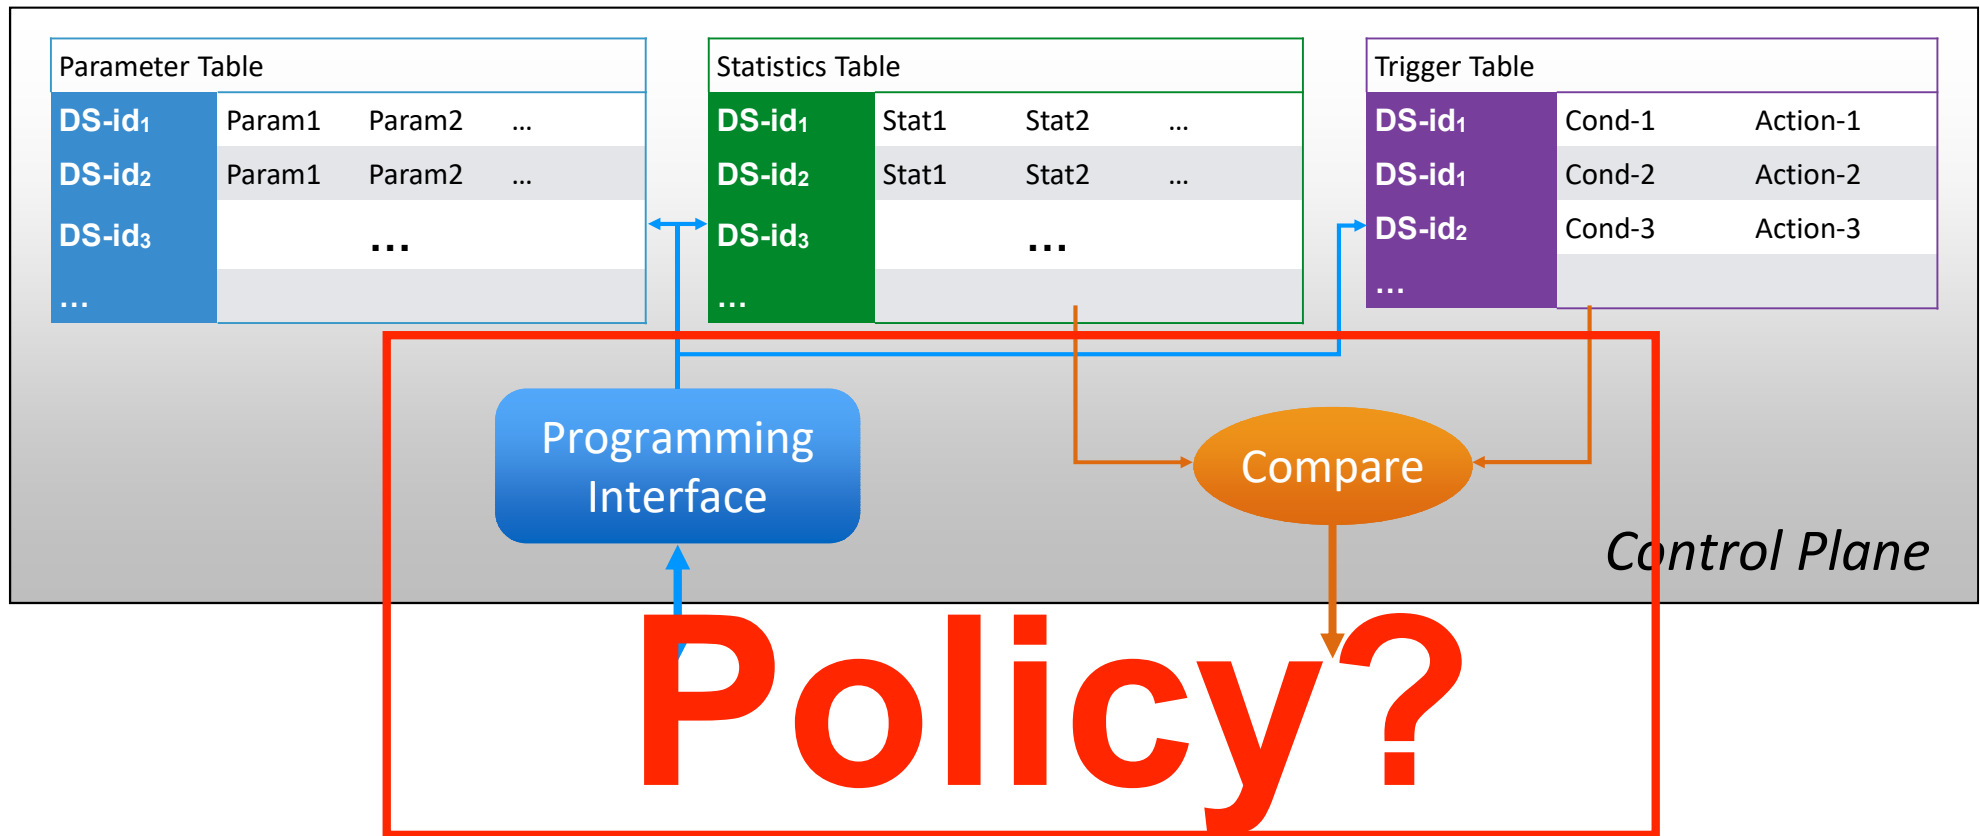 Parameter Table
DS-id₁ Param1 Param2 ...
DS-id₂ Param1 Param2 ...
DS-id₃ ...
...
Statistics Table
DS-id₁ Stat1 Stat2 ...
DS-id₂ Stat1 Stat2 ...
DS-id₃ ...
...
Trigger Table
DS-id₁ Cond-1 Action-1
DS-id₁ Cond-2 Action-2
DS-id₂ Cond-3 Action-3
...
Programming
Interface
Compare
Control Plane
Policy?